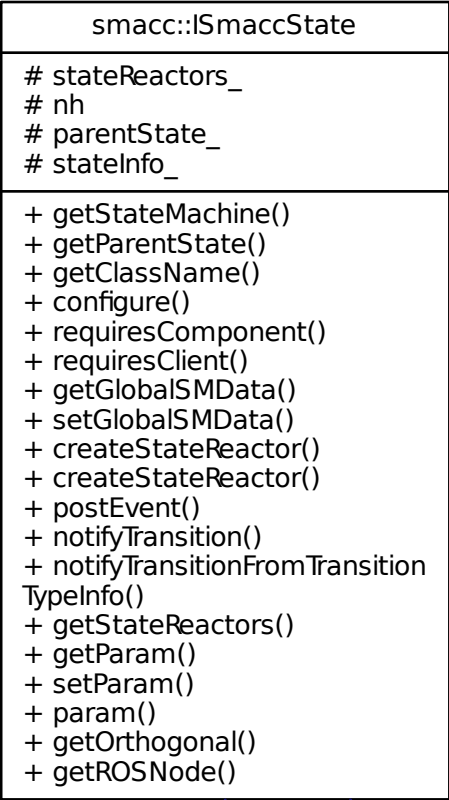 smacc::ISmaccState
# stateReactors_
# nh
# parentState_
# stateInfo_
+ getStateMachine()
+ getParentState()
+ getClassName()
+ configure()
+ requiresComponent()
+ requiresClient()
+ getGlobalSMData()
+ setGlobalSMData()
+ createStateReactor()
+ createStateReactor()
+ postEvent()
+ notifyTransition()
+ notifyTransitionFromTransition
TypeInfo()
+ getStateReactors()
+ getParam()
+ setParam()
+ param()
+ getOrthogonal()
+ getROSNode()